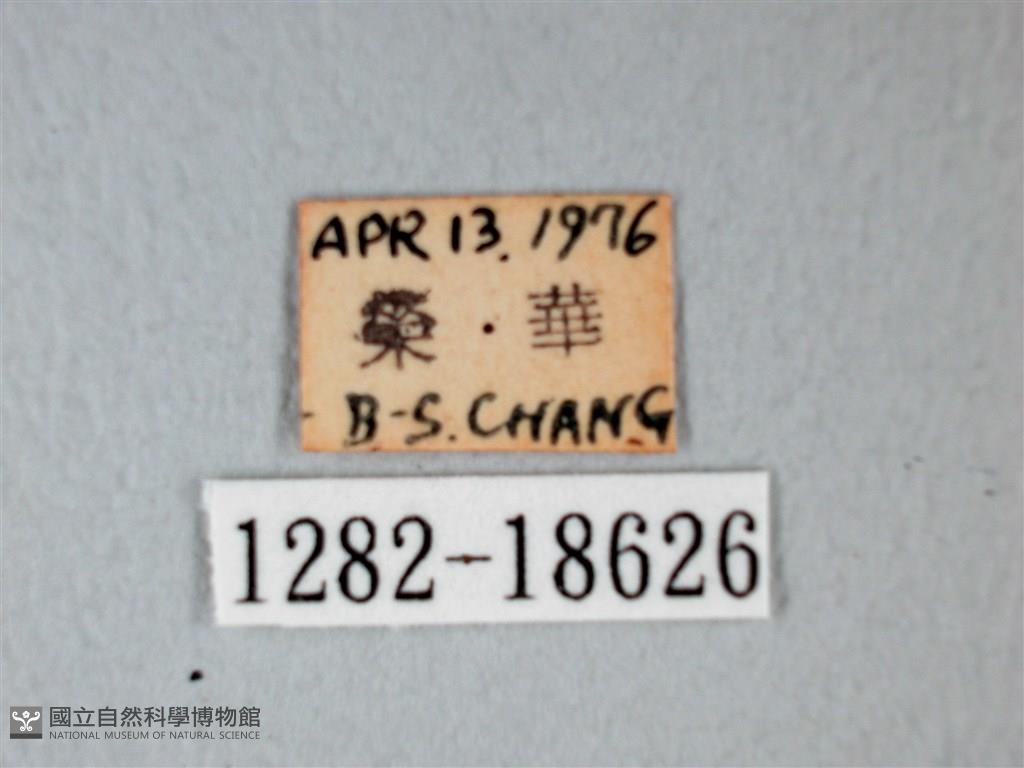 APR 13. 1976
· 華
B-S. CHANG
1282-18626
國立自然科學博物館
NATIONAL MUSEUM OF NATURAL SCIENCE